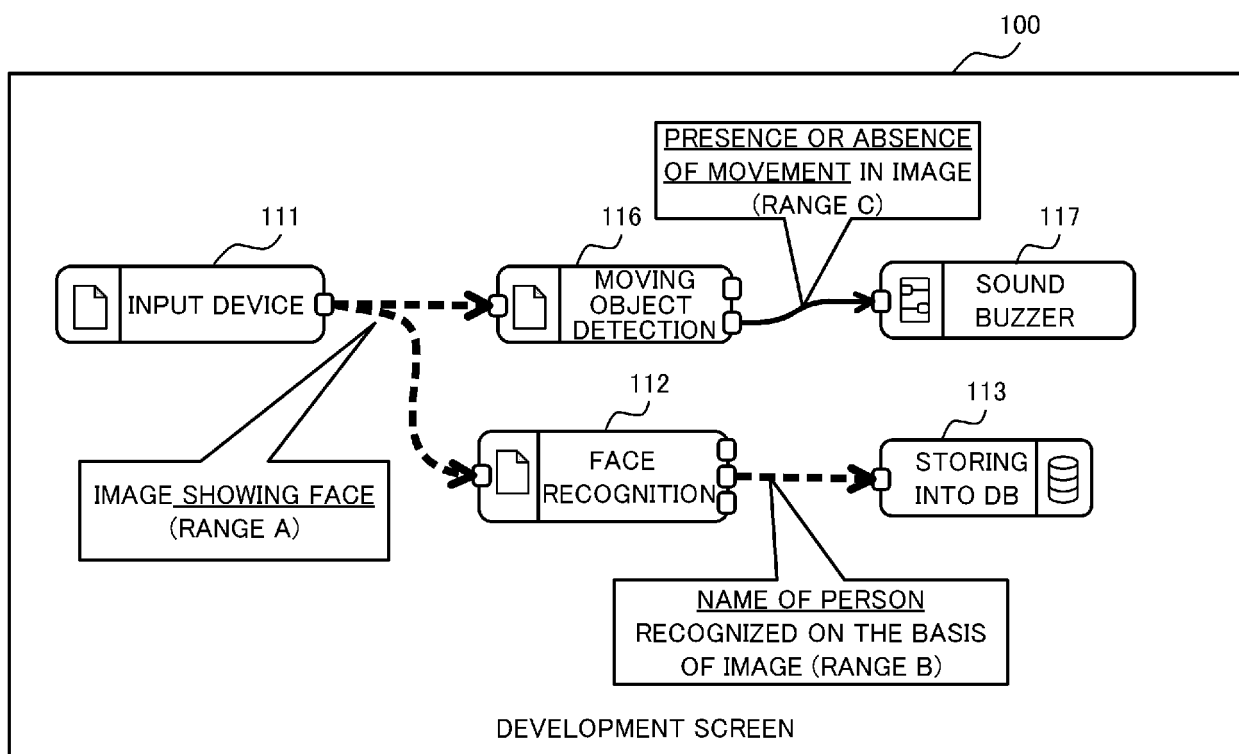 100
PRESENCE OR ABSENCE
OF MOVEMENT IN IMAGE
(RANGE C)
111
116
117
INPUT DEVICE
MOVING
OBJECT
DETECTION
SOUND
BUZZER
112
113
FACE
RECOGNITION
STORING
INTO DB
IMAGE SHOWING FACE
(RANGE A)
NAME OF PERSON
RECOGNIZED ON THE BASIS
OF IMAGE (RANGE B)
DEVELOPMENT SCREEN